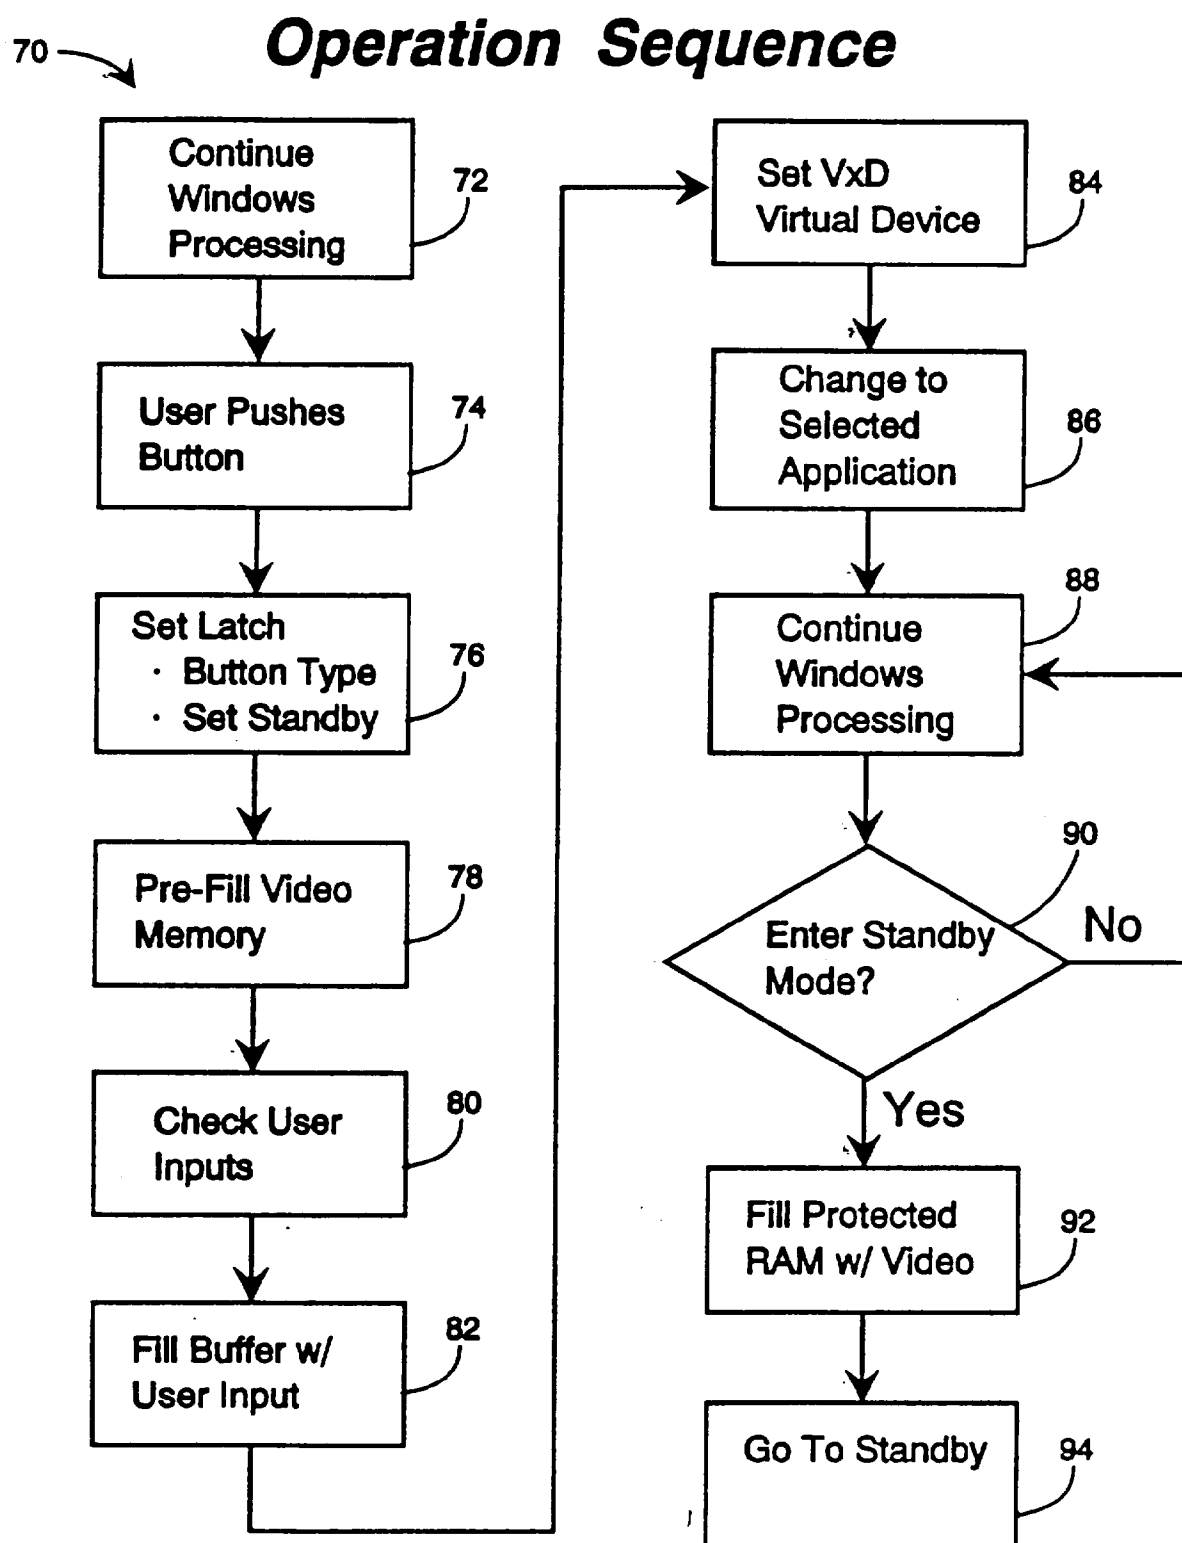 Operation Sequence
70
Continue
Windows
Processing
72
User Pushes
Button
74
Set Latch
· Button Type
· Set Standby
76
Pre-Fill Video
Memory
78
Check User
Inputs
80
Fill Buffer w/
User Input
82
Set VxD
Virtual Device
84
Change to
Selected
Application
86
Continue
Windows
Processing
88
Enter Standby
Mode?
90
No
Yes
Fill Protected
RAM w/ Video
92
Go To Standby
94